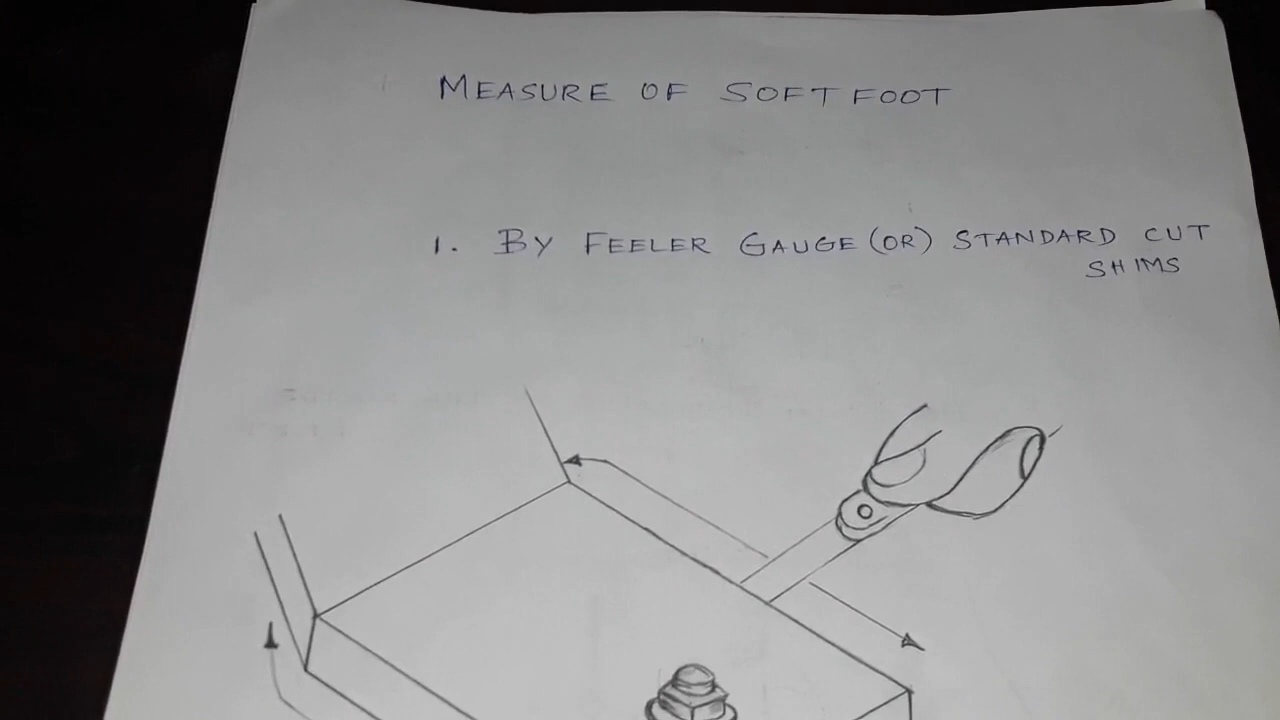 MEASURE OF SOFT FOOT
1. BY FEELER GAUGE (OR) STANDARD CUT
SHIMS